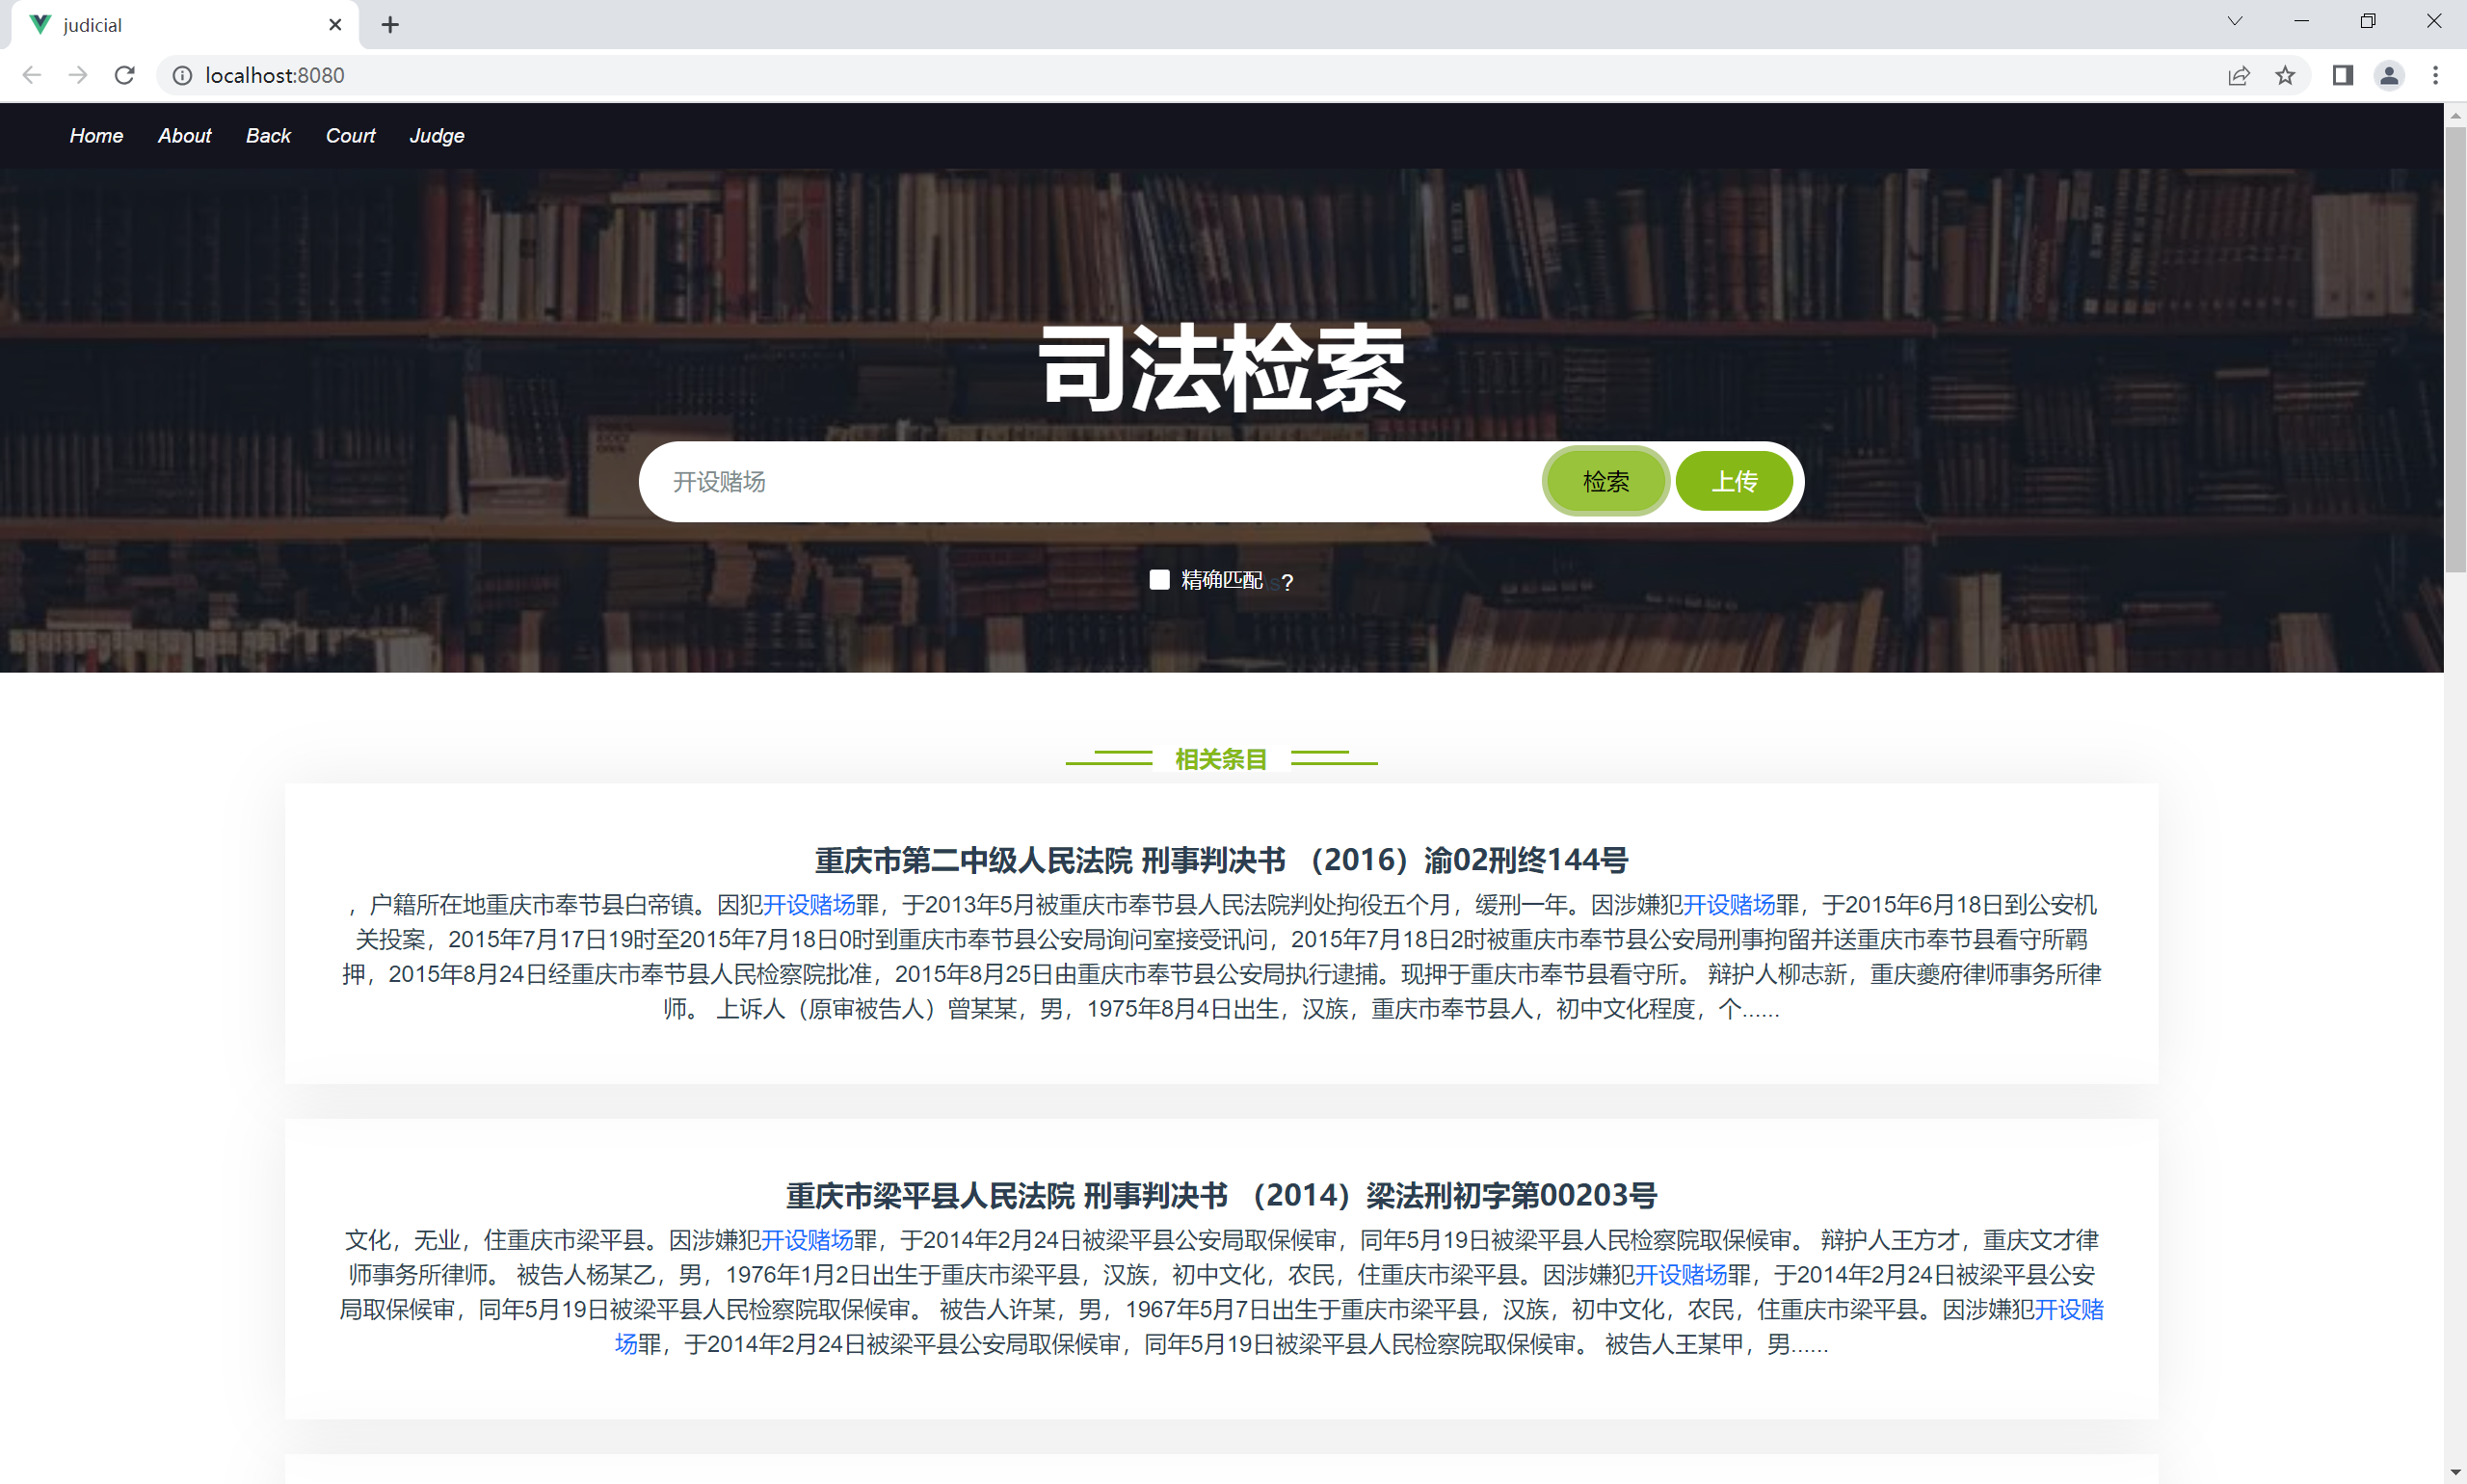 judicial
localhost:8080
Home About Back Court Judge
司法检索
开设赌场 检索 上传
精确匹配 ?
相关条目
重庆市第二中级人民法院 刑事判决书 （2016）渝02刑终144号
，户籍所在地重庆市奉节县白帝镇。因犯开设赌场罪，于2013年5月被重庆市奉节县人民法院判处拘役五个月，缓刑一年。因涉嫌犯开设赌场罪，于2015年6月18日到公安机
关投案，2015年7月17日19时至2015年7月18日0时到重庆市奉节县公安局询问室接受讯问，2015年7月18日2时被重庆市奉节县公安局刑事拘留并送重庆市奉节县看守所羁
押，2015年8月24日经重庆市奉节县人民检察院批准，2015年8月25日由重庆市奉节县公安局执行逮捕。现押于重庆市奉节县看守所。 辩护人柳志新，重庆夔府律师事务所律
师。 上诉人（原审被告人）曾某某，男，1975年8月4日出生，汉族，重庆市奉节县人，初中文化程度，个......
重庆市梁平县人民法院 刑事判决书 （2014）梁法刑初字第00203号
文化，无业，住重庆市梁平县。因涉嫌犯开设赌场罪，于2014年2月24日被梁平县公安局取保候审，同年5月19日被梁平县人民检察院取保候审。 辩护人王方才，重庆文才律
师事务所律师。 被告人杨某乙，男，1976年1月2日出生于重庆市梁平县，汉族，初中文化，农民，住重庆市梁平县。因涉嫌犯开设赌场罪，于2014年2月24日被梁平县公安
局取保候审，同年5月19日被梁平县人民检察院取保候审。 被告人许某，男，1967年5月7日出生于重庆市梁平县，汉族，初中文化，农民，住重庆市梁平县。因涉嫌犯开设赌
场罪，于2014年2月24日被梁平县公安局取保候审，同年5月19日被梁平县人民检察院取保候审。 被告人王某甲，男......